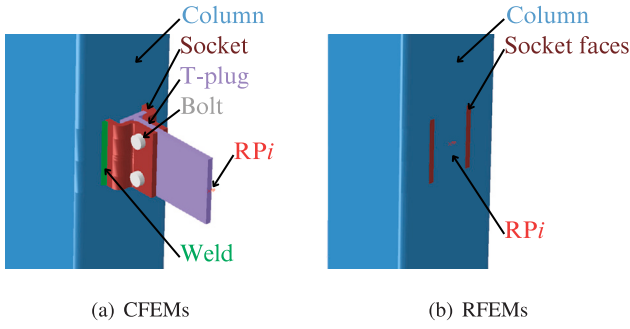 Column
Socket
T-plug
Bolt
RPi
Weld
(a) CFEMs
Column
Socket faces
RPi
(b) RFEMs